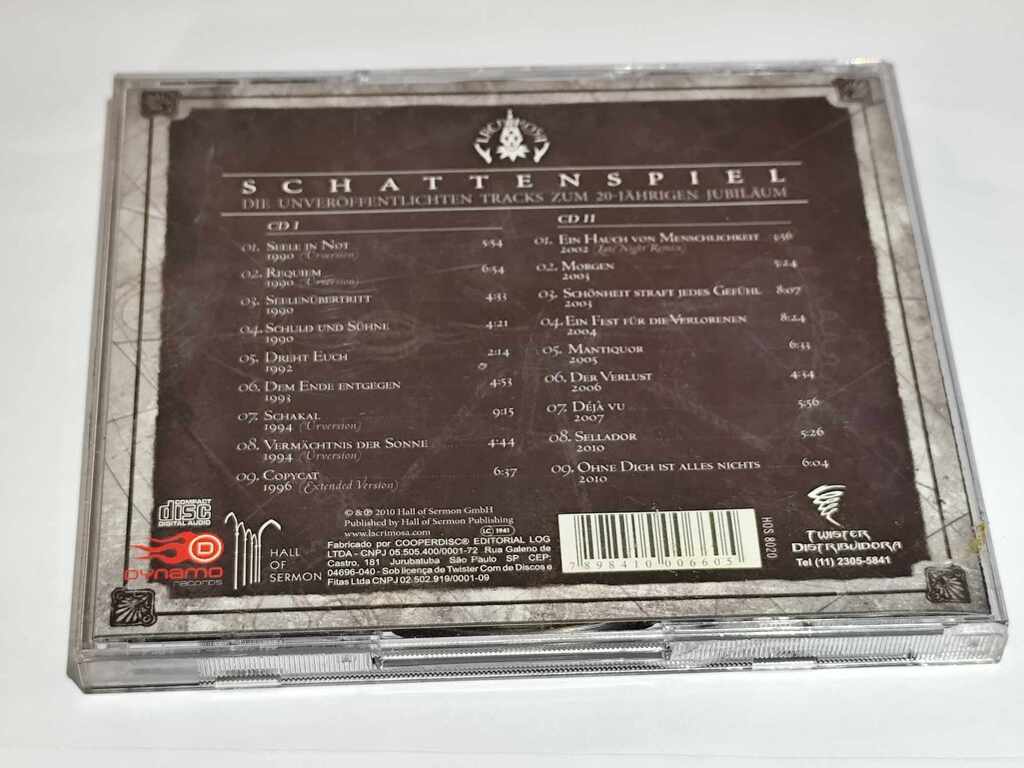 LACRIMOSA
SCHATTENSPIEL
DIE UNVERÖFFENTLICHTEN TRACKS ZUM 20-JÄHRIGEN JUBILÄUM
CD I
01. Seele in Not 5:54
1990 (Urversion)
02. Requiem 6:54
1990 (Urversion)
03. Seelenübertritt 4:33
1990
04. Schuld und Sühne 4:21
1990
05. Dreht Euch 2:14
1992
06. Dem Ende entgegen 4:53
1993
07. Schakal 9:15
1994 (Urversion)
08. Vermächtnis der Sonne 4:44
1994 (Urversion)
09. Copycat 6:37
1996 (Extended Version)
CD II
01. Ein Hauch von Menschlichkeit 5:56
2002 (Late Night Remix)
02. Morgen 5:24
2003
03. Schönheit straft jedes Gefühl 8:07
2003
04. Ein Fest für die Verlorenen 8:24
2004
05. Mantiquor 6:33
2005
06. Der Verlust 4:34
2006
07. Déjà vu 5:56
2007
08. Sellador 5:26
2010
09. Ohne Dich ist alles nichts 6:04
2010
COMPACT
disc
DIGITAL AUDIO
DYNAMO
records
HALL
OF
SERMON
© & ℗ 2010 Hall of Sermon GmbH
Published by Hall of Sermon Publishing
www.lacrimosa.com LC 1941
Fabricado por COOPERDISC® EDITORIAL LOG
LTDA - CNPJ 05.505.400/0001-72 Rua Galeno de
Castro, 181 Jurubatuba São Paulo SP CEP:
04696-040 - Sob licença de Twister Com de Discos e
Fitas Ltda CNPJ 02.502.919/0001-09
7 898410 006605
HOS 8020
TWISTER
DISTRIBUIDORA
Tel (11) 2305-5841